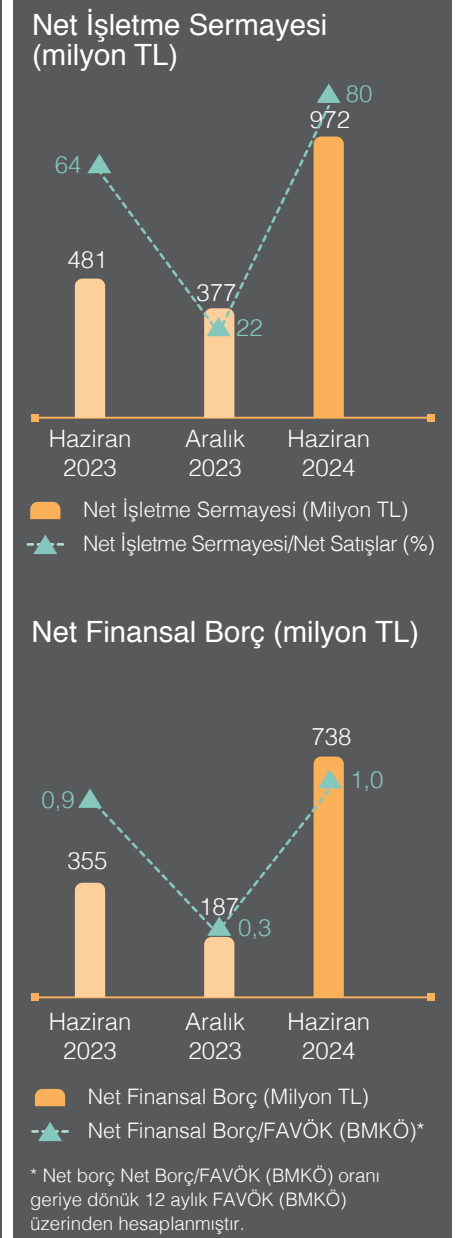 Net İşletme Sermayesi
(milyon TL)
80
972
64
481
377
22
Haziran Aralık Haziran
2023 2023 2024
Net İşletme Sermayesi (Milyon TL)
Net İşletme Sermayesi/Net Satışlar (%)
Net Finansal Borç (milyon TL)
738
1,0
0,9
355
187
0,3
Haziran Aralık Haziran
2023 2023 2024
Net Finansal Borç (Milyon TL)
Net Finansal Borç/FAVÖK (BMKÖ)*
* Net borç Net Borç/FAVÖK (BMKÖ) oranı
geriye dönük 12 aylık FAVÖK (BMKÖ)
üzerinden hesaplanmıştır.